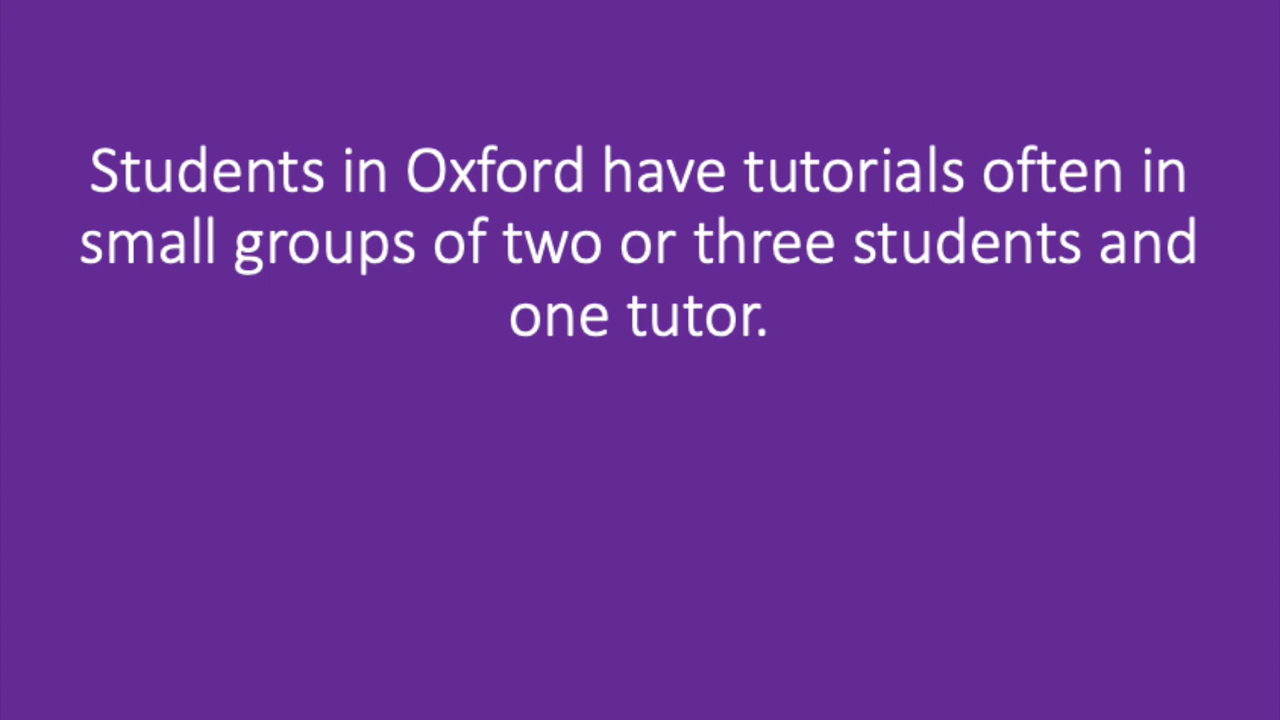 Students in Oxford have tutorials often in
small groups of two or three students and
one tutor.